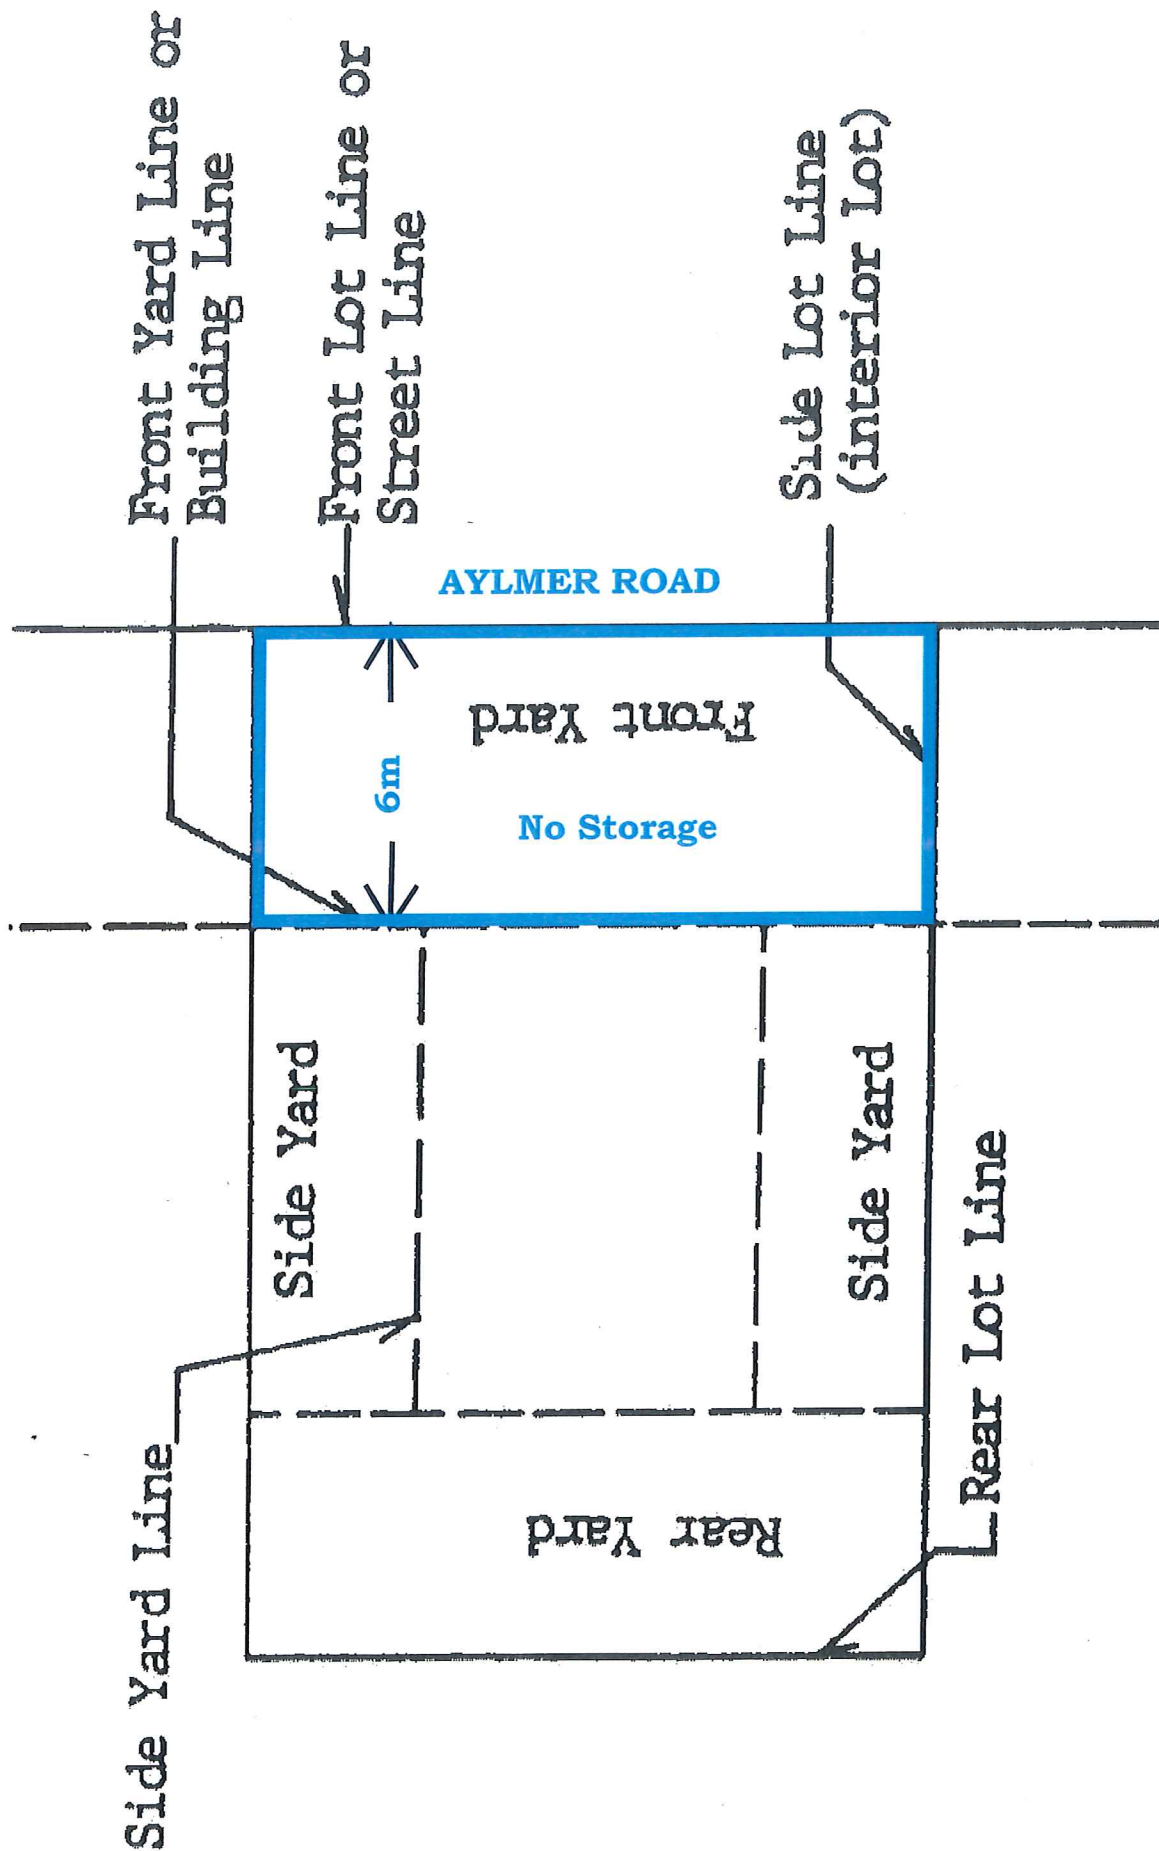 Front Yard Line or
Building Line
Front Lot Line or
Street Line
Side Lot Line
(interior Lot)
AYLMER ROAD
Front Yard
6m
No Storage
Side Yard
Side Yard
Side Yard Line
Rear Lot Line
Rear Yard